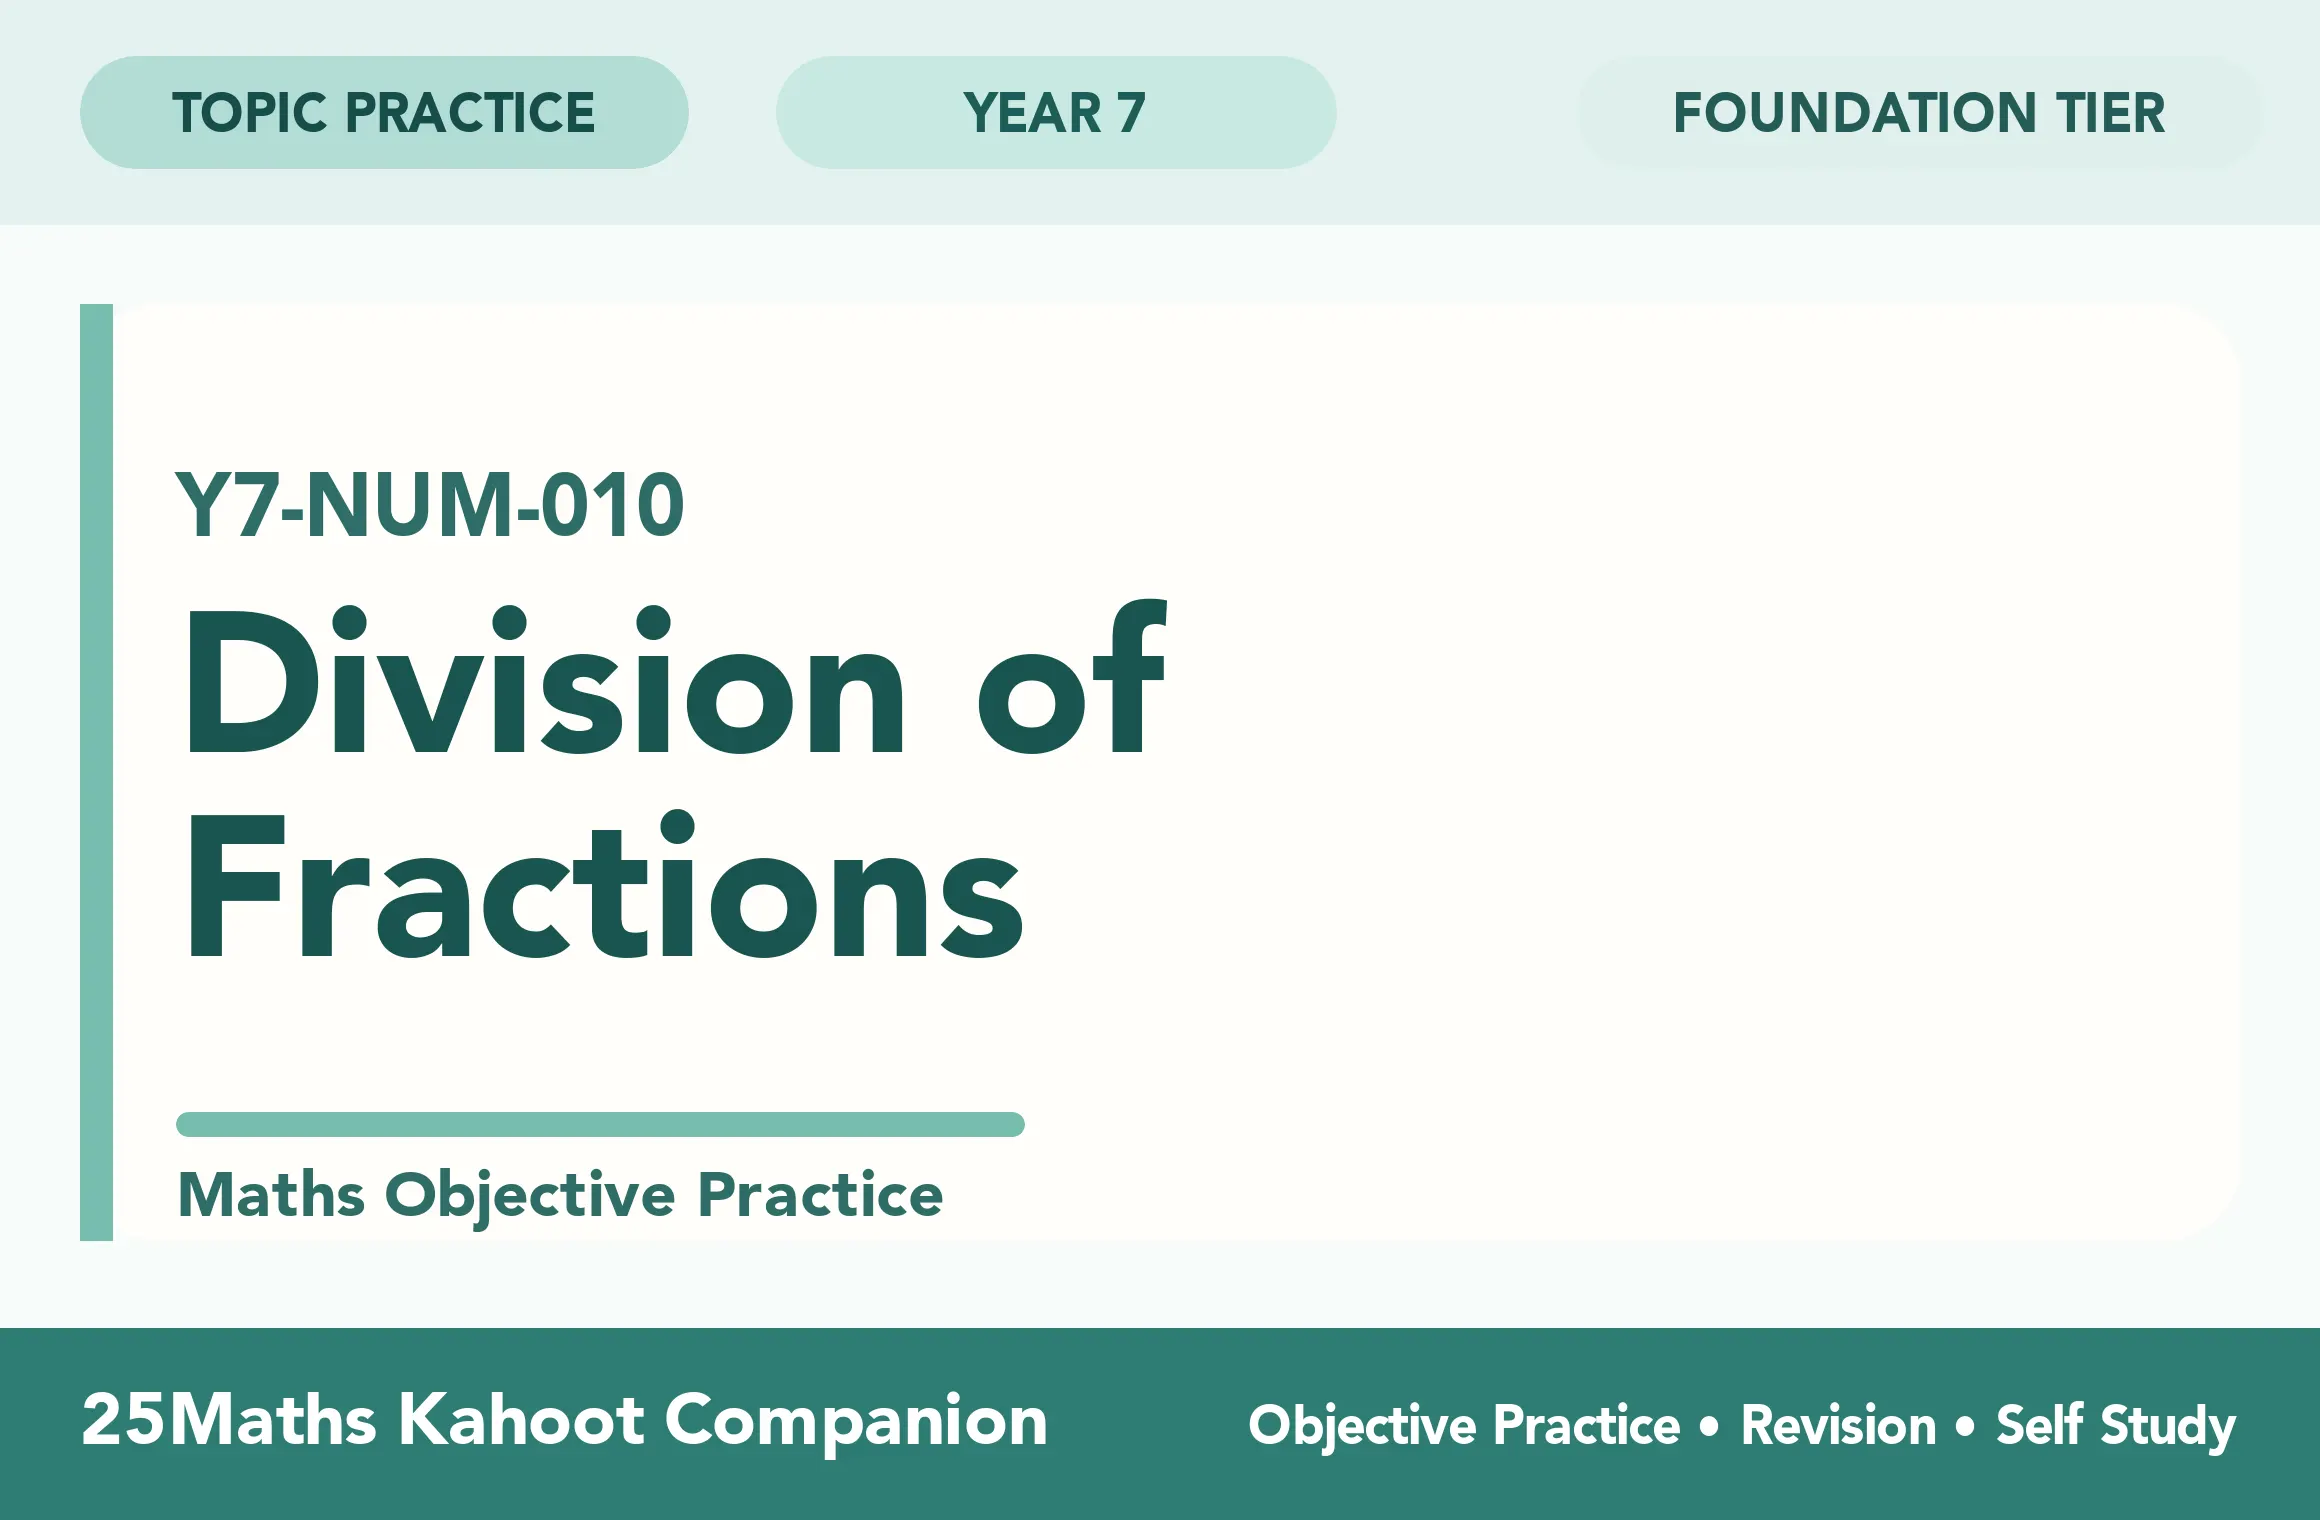 TOPIC PRACTICE
YEAR 7
FOUNDATION TIER
Y7-NUM-010
Division of
Fractions
Maths Objective Practice
25Maths Kahoot Companion
Objective Practice • Revision • Self Study